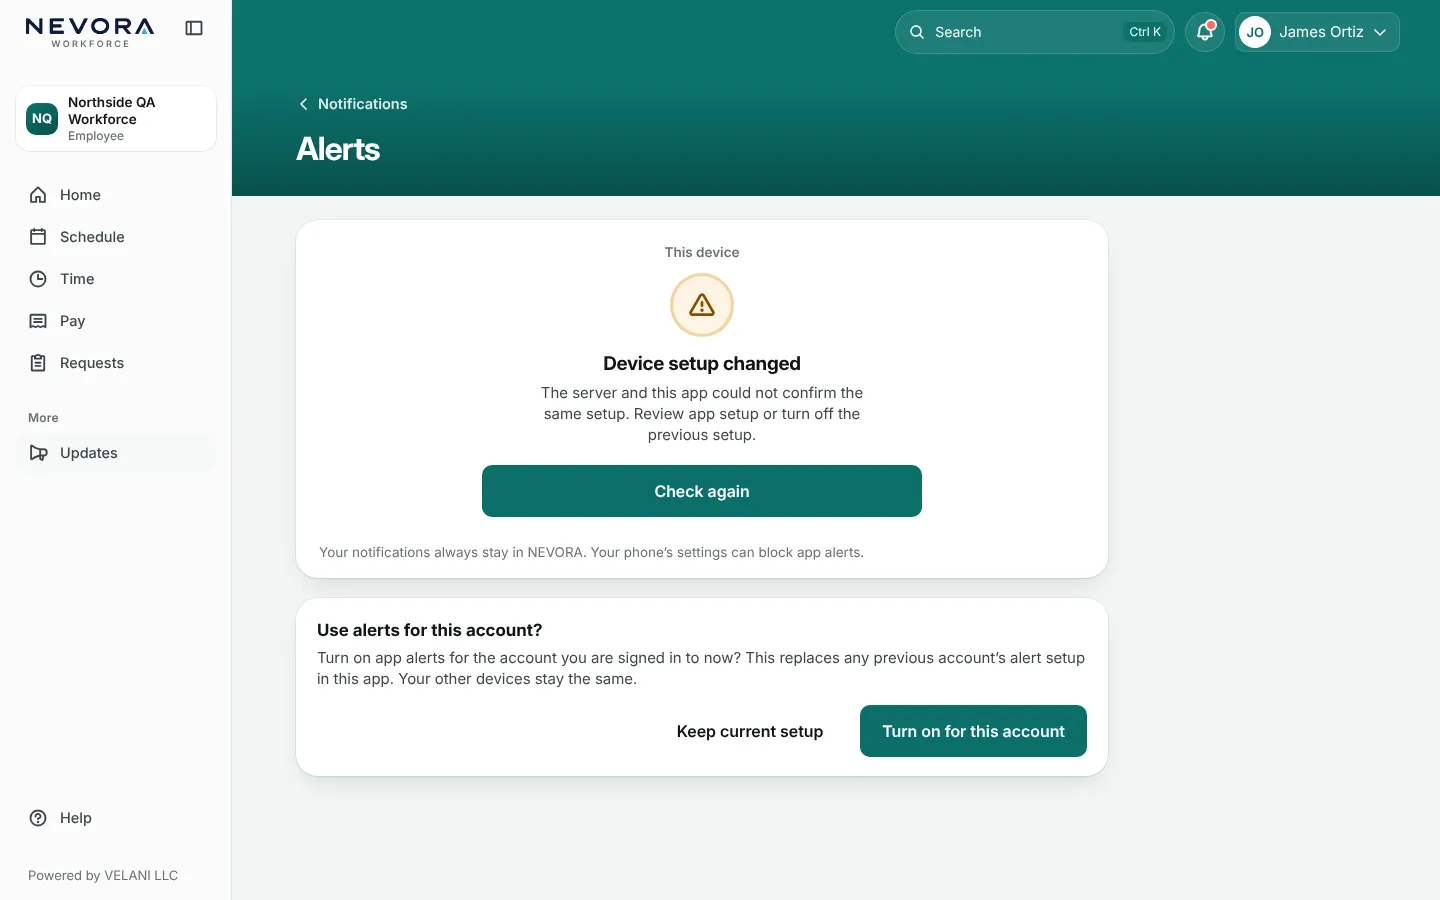 NEVORA
WORKFORCE
NQ
Northside QA
Workforce
Employee
Home
Schedule
Time
Pay
Requests
More
Updates
Help
Powered by VELANI LLC
Search
Ctrl K
JO
James Ortiz
Notifications
Alerts
This device
Device setup changed
The server and this app could not confirm the
same setup. Review app setup or turn off the
previous setup.
Check again
Your notifications always stay in NEVORA. Your phone’s settings can block app alerts.
Use alerts for this account?
Turn on app alerts for the account you are signed in to now? This replaces any previous account’s alert setup
in this app. Your other devices stay the same.
Keep current setup
Turn on for this account